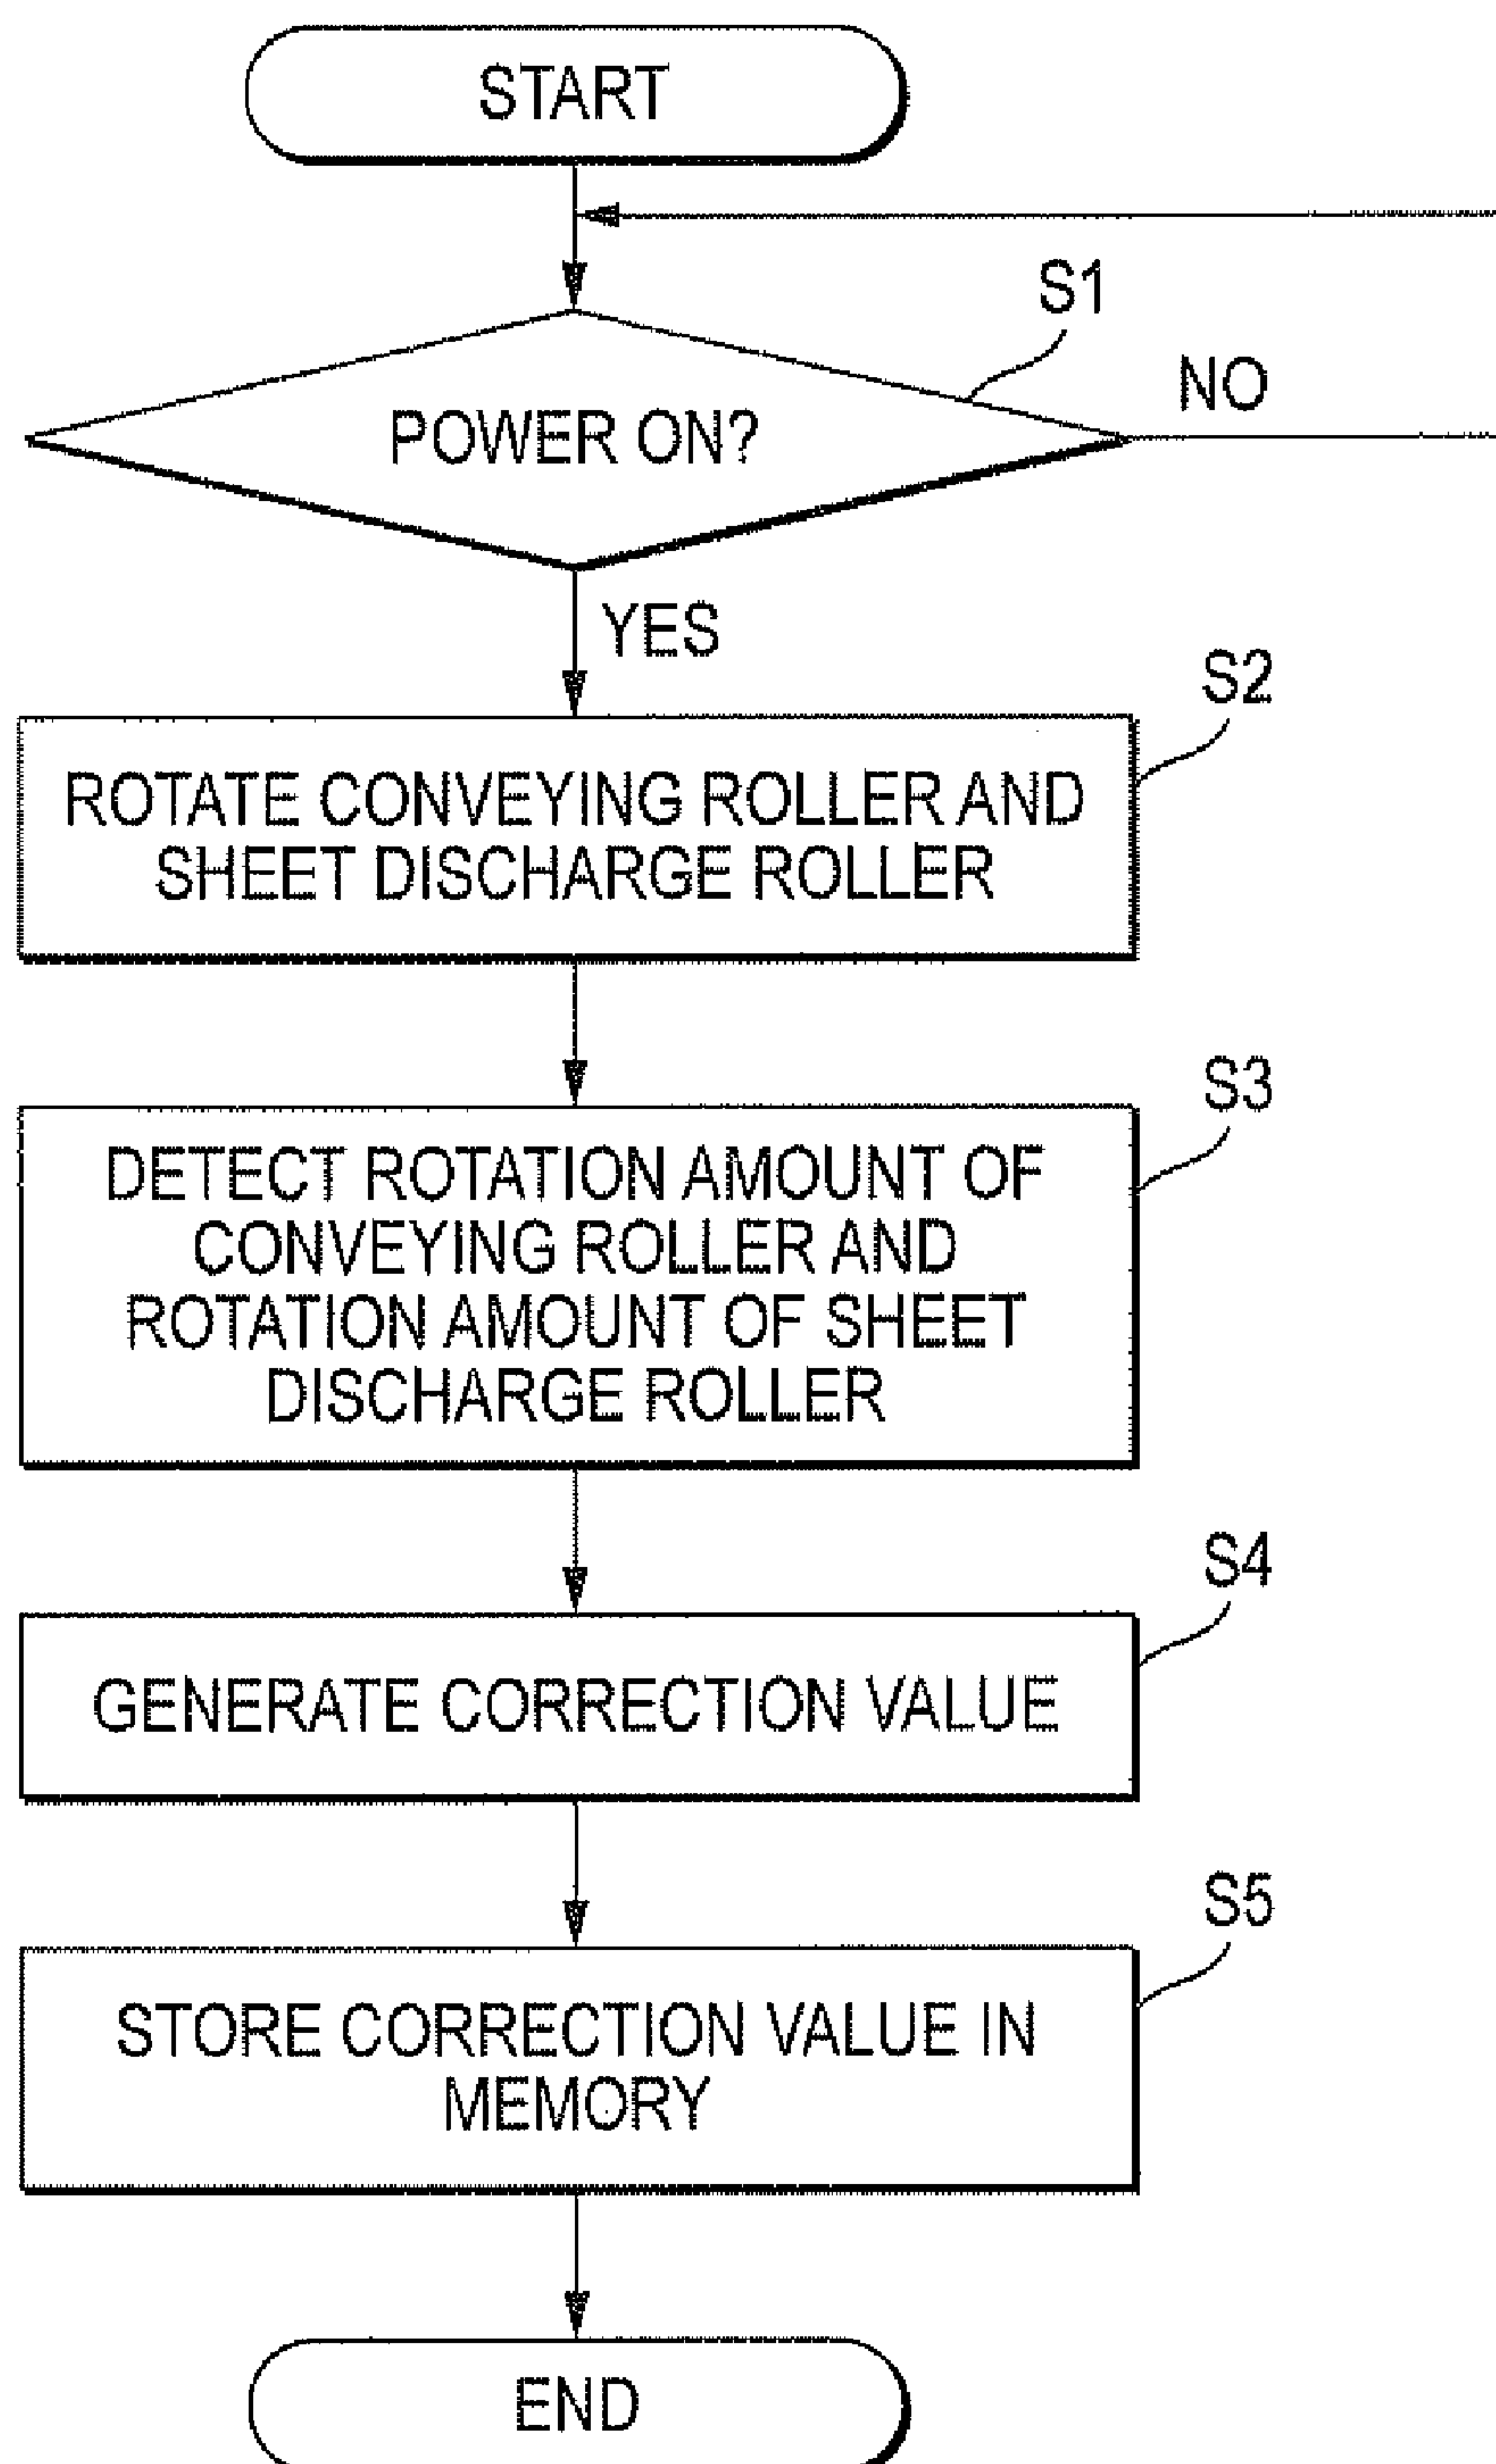 START
S1
POWER ON?
NO
YES
S2
ROTATE CONVEYING ROLLER AND
SHEET DISCHARGE ROLLER
S3
DETECT ROTATION AMOUNT OF
CONVEYING ROLLER AND
ROTATION AMOUNT OF SHEET
DISCHARGE ROLLER
S4
GENERATE CORRECTION VALUE
S5
STORE CORRECTION VALUE IN
MEMORY
END